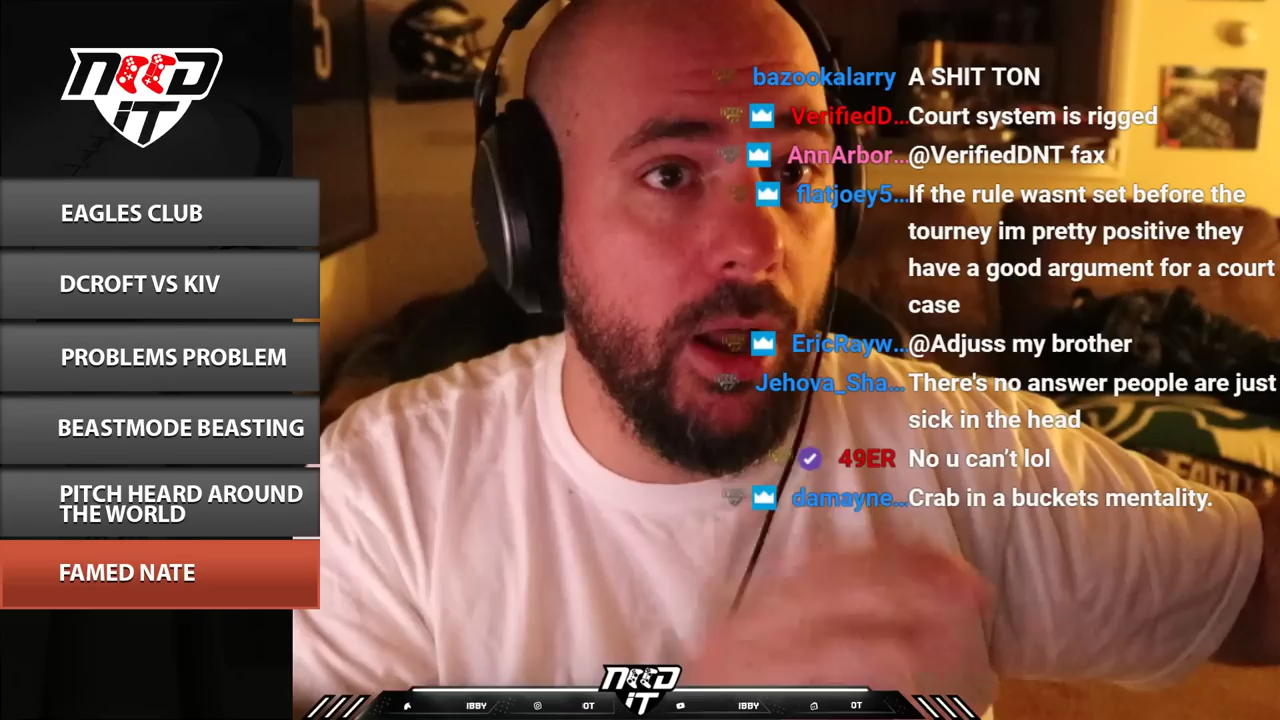 NEED
iT
EAGLES CLUB
DCROFT VS KIV
PROBLEMS PROBLEM
BEASTMODE BEASTING
PITCH HEARD AROUND
THE WORLD
FAMED NATE
bazookalarry A SHIT TON
VerifiedD... Court system is rigged
AnnArbor... @VerifiedDNT fax
flatjoey5... If the rule wasnt set before the
tourney im pretty positive they
have a good argument for a court
case
EricRayw... @Adjuss my brother
Jehova_Sha... There's no answer people are just
sick in the head
49ER No u can't lol
damayne... Crab in a buckets mentality.
NEED
iT
IBBY OT IBBY OT